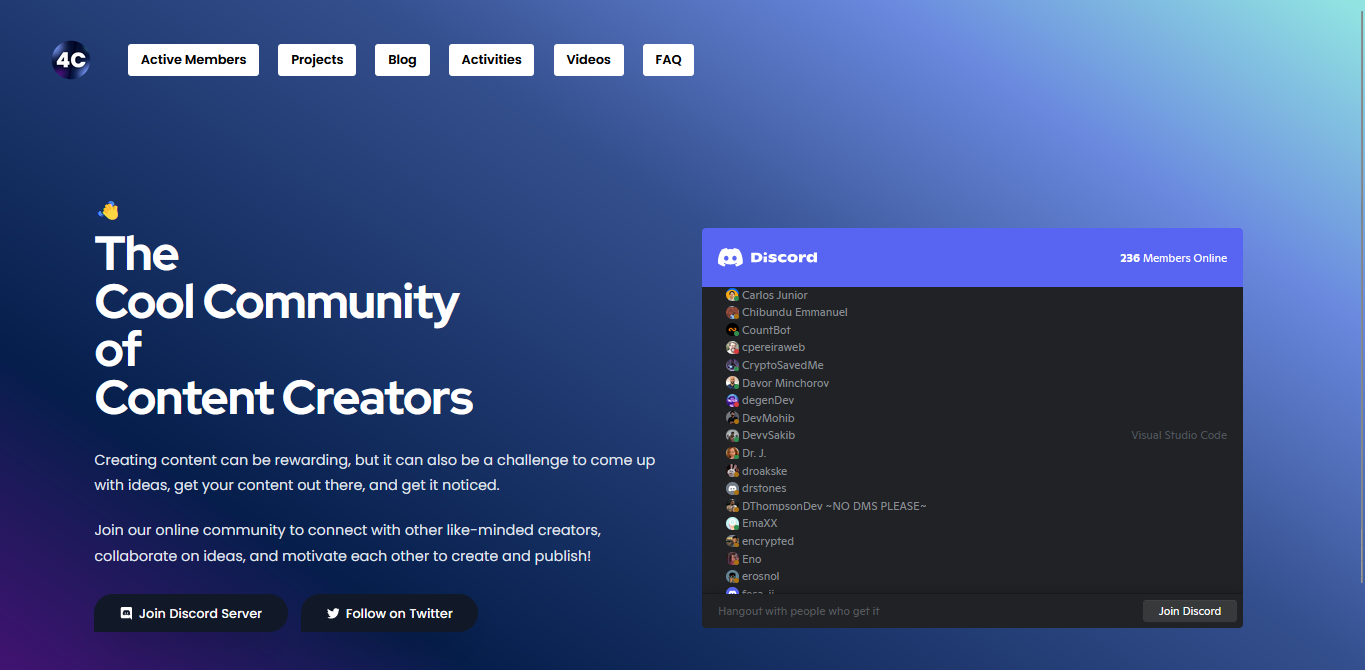 4C
Active Members
Projects
Blog
Activities
Videos
FAQ
The
Cool Community
of
Content Creators
Creating content can be rewarding, but it can also be a challenge to come up
with ideas, get your content out there, and get it noticed.
Join our online community to connect with other like-minded creators,
collaborate on ideas, and motivate each other to create and publish!
Join Discord Server
Follow on Twitter
Discord
236 Members Online
Carlos Junior
Chibundu Emmanuel
CountBot
cpereiraweb
CryptoSavedMe
Davor Minchorov
degenDev
DevMohib
DevvSakib
Visual Studio Code
Dr. J.
droakske
drstones
DThompsonDev ~NO DMS PLEASE~
EmaXX
encrypted
Eno
erosnol
Hangout with people who get it
Join Discord